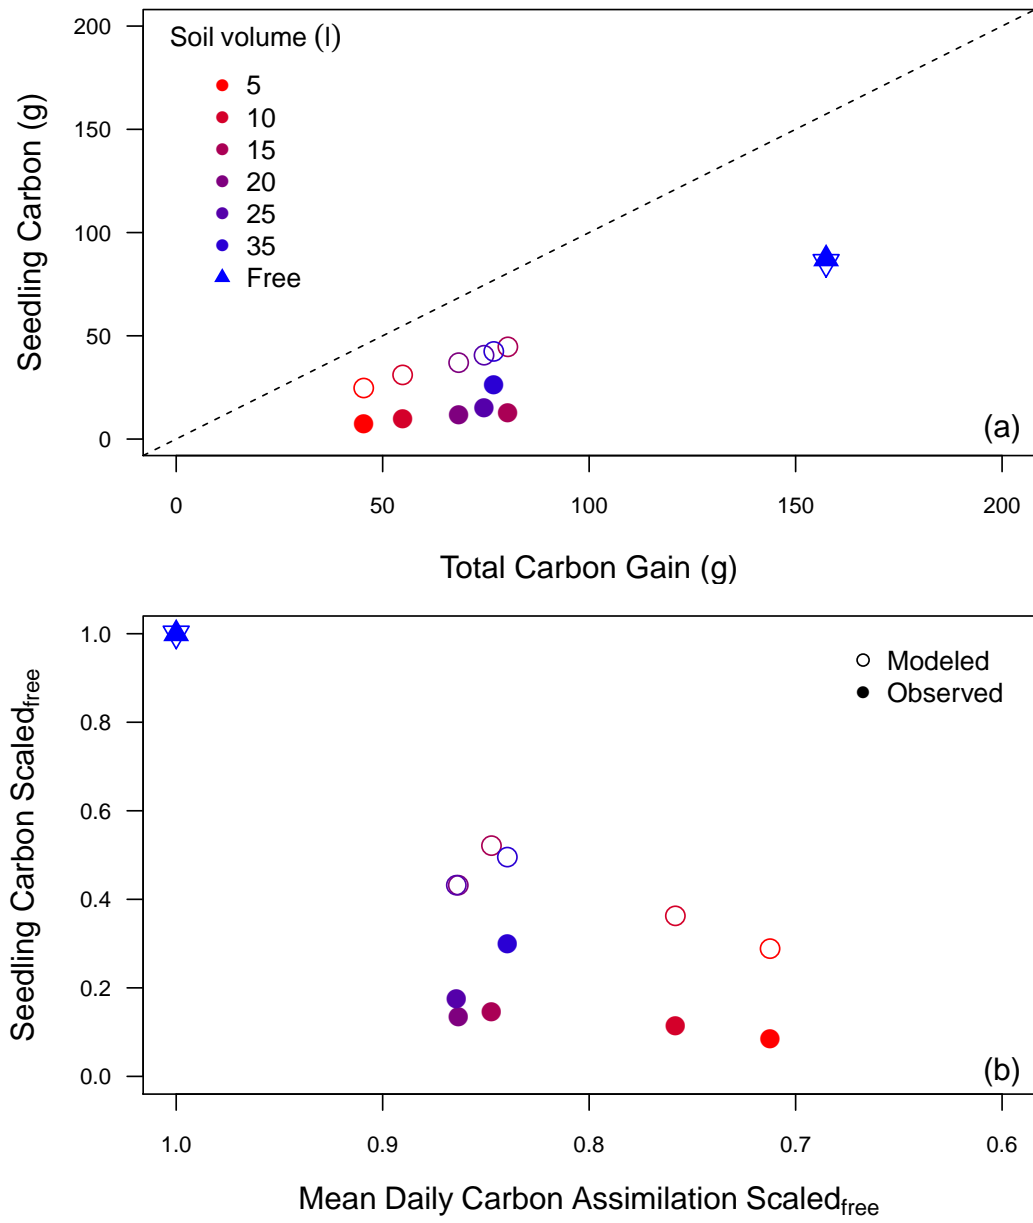 Soil volume (l)
5
10
15
20
25
35
Free
200
150
100
50
0
Seedling Carbon (g)
(a)
0 50 100 150 200
Total Carbon Gain (g)
Modeled
Observed
1.0
0.8
0.6
0.4
0.2
0.0
Seedling Carbon Scaledfree
(b)
1.0 0.9 0.8 0.7 0.6
Mean Daily Carbon Assimilation Scaledfree